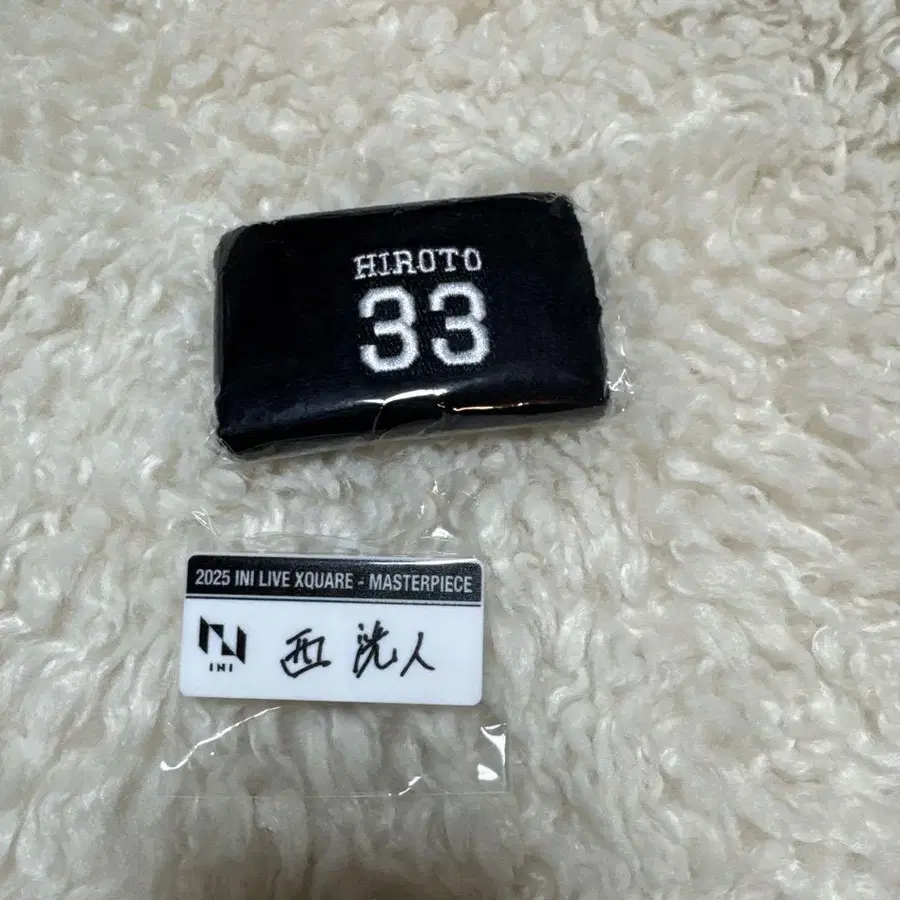 HIROTO
33
2025 INI LIVE XQUARE - MASTERPIECE
INI
西 洸人